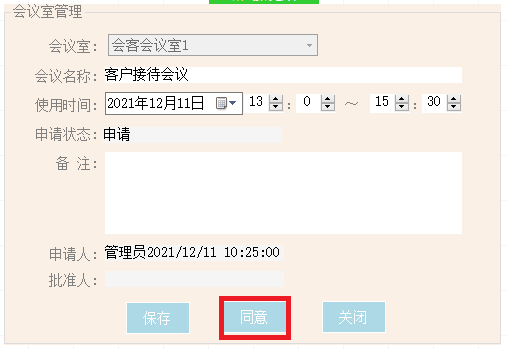 会议室管理
会议室： 会客会议室1
会议名称： 客户接待会议
使用时间： 2021年12月11日 13 : 0 ～ 15 : 30
申请状态： 申请
备 注：
申请人： 管理员2021/12/11 10:25:00
批准人：
保存 同意 关闭